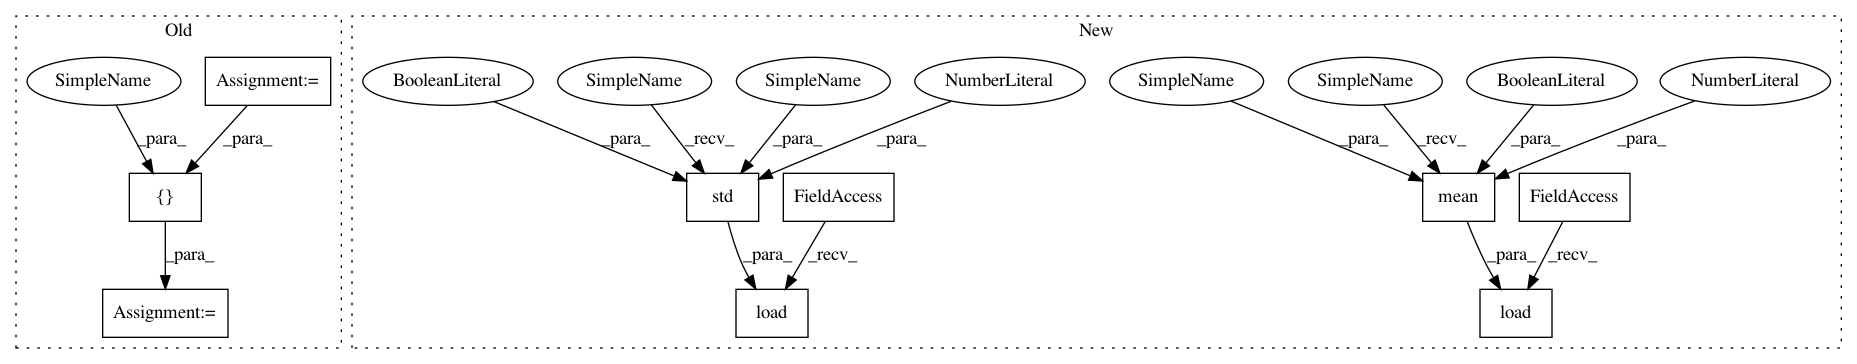 Old
New
SimpleName
Assignment:=
BooleanLiteral
SimpleName
SimpleName
NumberLiteral
SimpleName
SimpleName
BooleanLiteral
NumberLiteral
_para_
_para_
_para_
_recv_
_para_
_para_
_para_
_recv_
_para_
_para_
{}
std
FieldAccess
mean
FieldAccess
_para_
_para_
_recv_
_para_
_recv_
Assignment:=
load
load